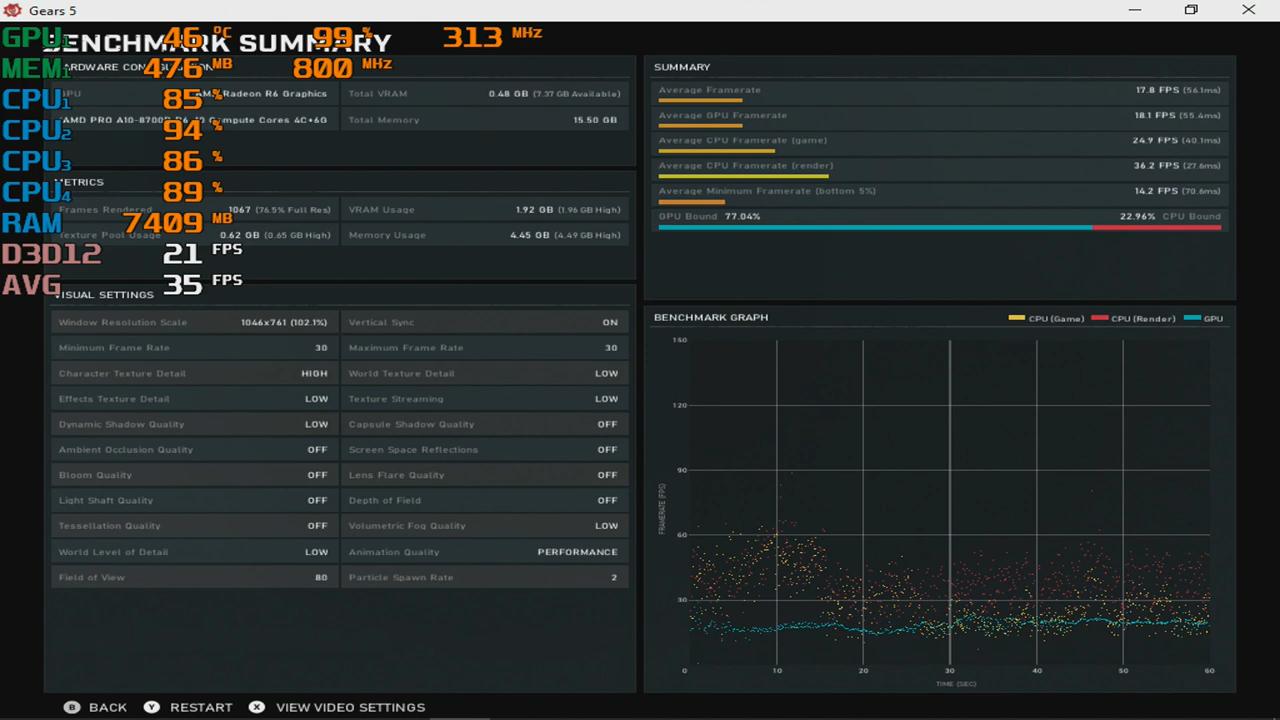 Gears 5
BENCHMARK SUMMARY
GPU1 46 °C 99 % 313 MHz
MEM1 476 MB 800 MHz
CPU1 85 %
CPU2 94 %
CPU3 86 %
CPU4 89 %
RAM 7409 MB
D3D12 21 FPS
AVG 35 FPS
Radeon R6 Graphics
Total VRAM 0.48 GB (7.37 GB Available)
AMD PRO A10-8700B R6, 10 Compute Cores 4C+6G
Total Memory 15.50 GB
METRICS
Frames Rendered 1067 (76.5% Full Res)
VRAM Usage 1.92 GB (1.96 GB High)
Texture Pool Usage 0.62 GB (0.65 GB High)
Memory Usage 4.45 GB (4.49 GB High)
VISUAL SETTINGS
Window Resolution Scale 1046x761 (102.1%)
Vertical Sync ON
Minimum Frame Rate 30
Maximum Frame Rate 30
Character Texture Detail HIGH
World Texture Detail LOW
Effects Texture Detail LOW
Texture Streaming LOW
Dynamic Shadow Quality LOW
Capsule Shadow Quality OFF
Ambient Occlusion Quality OFF
Screen Space Reflections OFF
Bloom Quality OFF
Lens Flare Quality OFF
Light Shaft Quality OFF
Depth of Field OFF
Tessellation Quality OFF
Volumetric Fog Quality LOW
World Level of Detail LOW
Animation Quality PERFORMANCE
Field of View 80
Particle Spawn Rate 2
SUMMARY
Average Framerate 17.8 FPS (56.1ms)
Average GPU Framerate 18.1 FPS (55.4ms)
Average CPU Framerate (game) 24.9 FPS (40.1ms)
Average CPU Framerate (render) 36.2 FPS (27.6ms)
Average Minimum Framerate (bottom 5%) 14.2 FPS (70.6ms)
GPU Bound 77.04% 22.96% CPU Bound
BENCHMARK GRAPH
CPU (Game) CPU (Render) GPU
150
120
90
60
30
FRAMERATE (FPS)
0 10 20 30 40 50 60
TIME (SEC)
B BACK Y RESTART X VIEW VIDEO SETTINGS